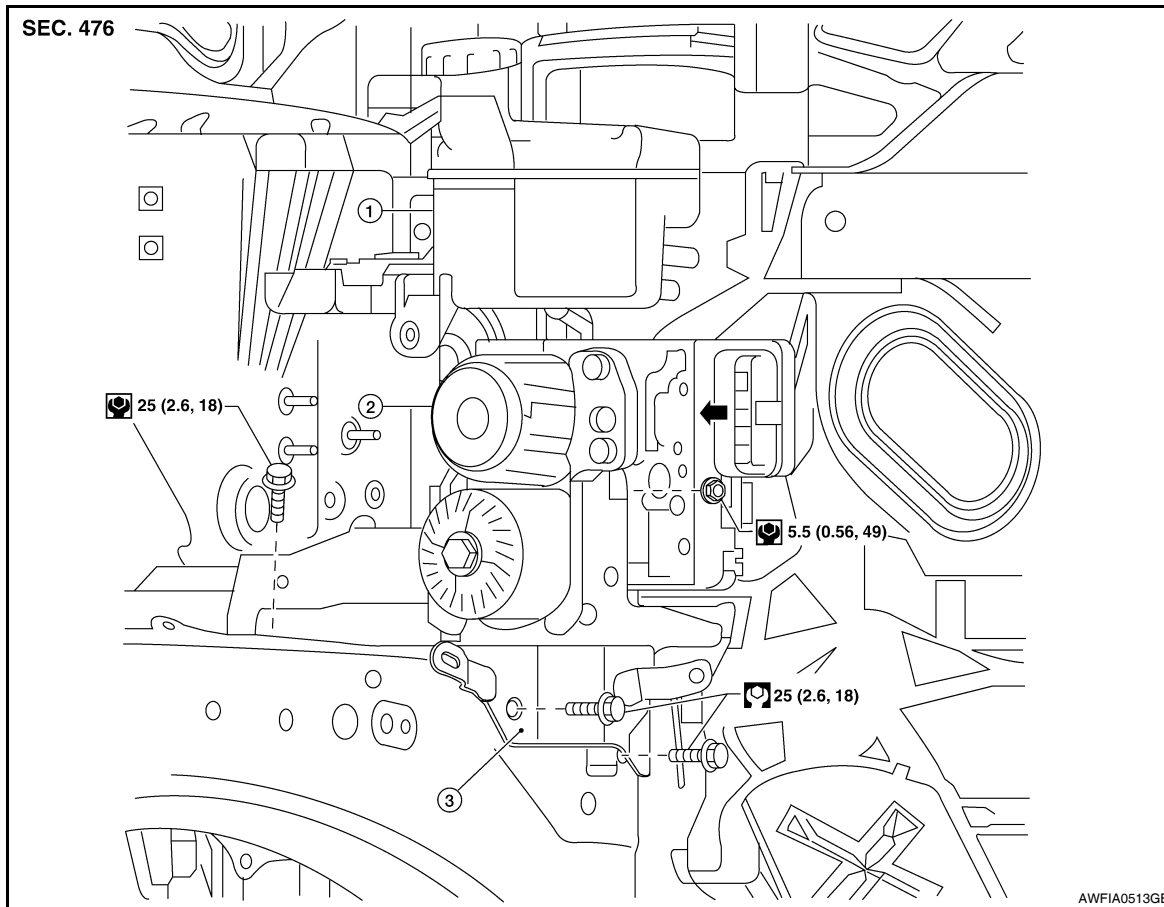 SEC. 476
1
25 (2.6, 18)
2
5.5 (0.56, 49)
25 (2.6, 18)
3
AWFIA0513GB